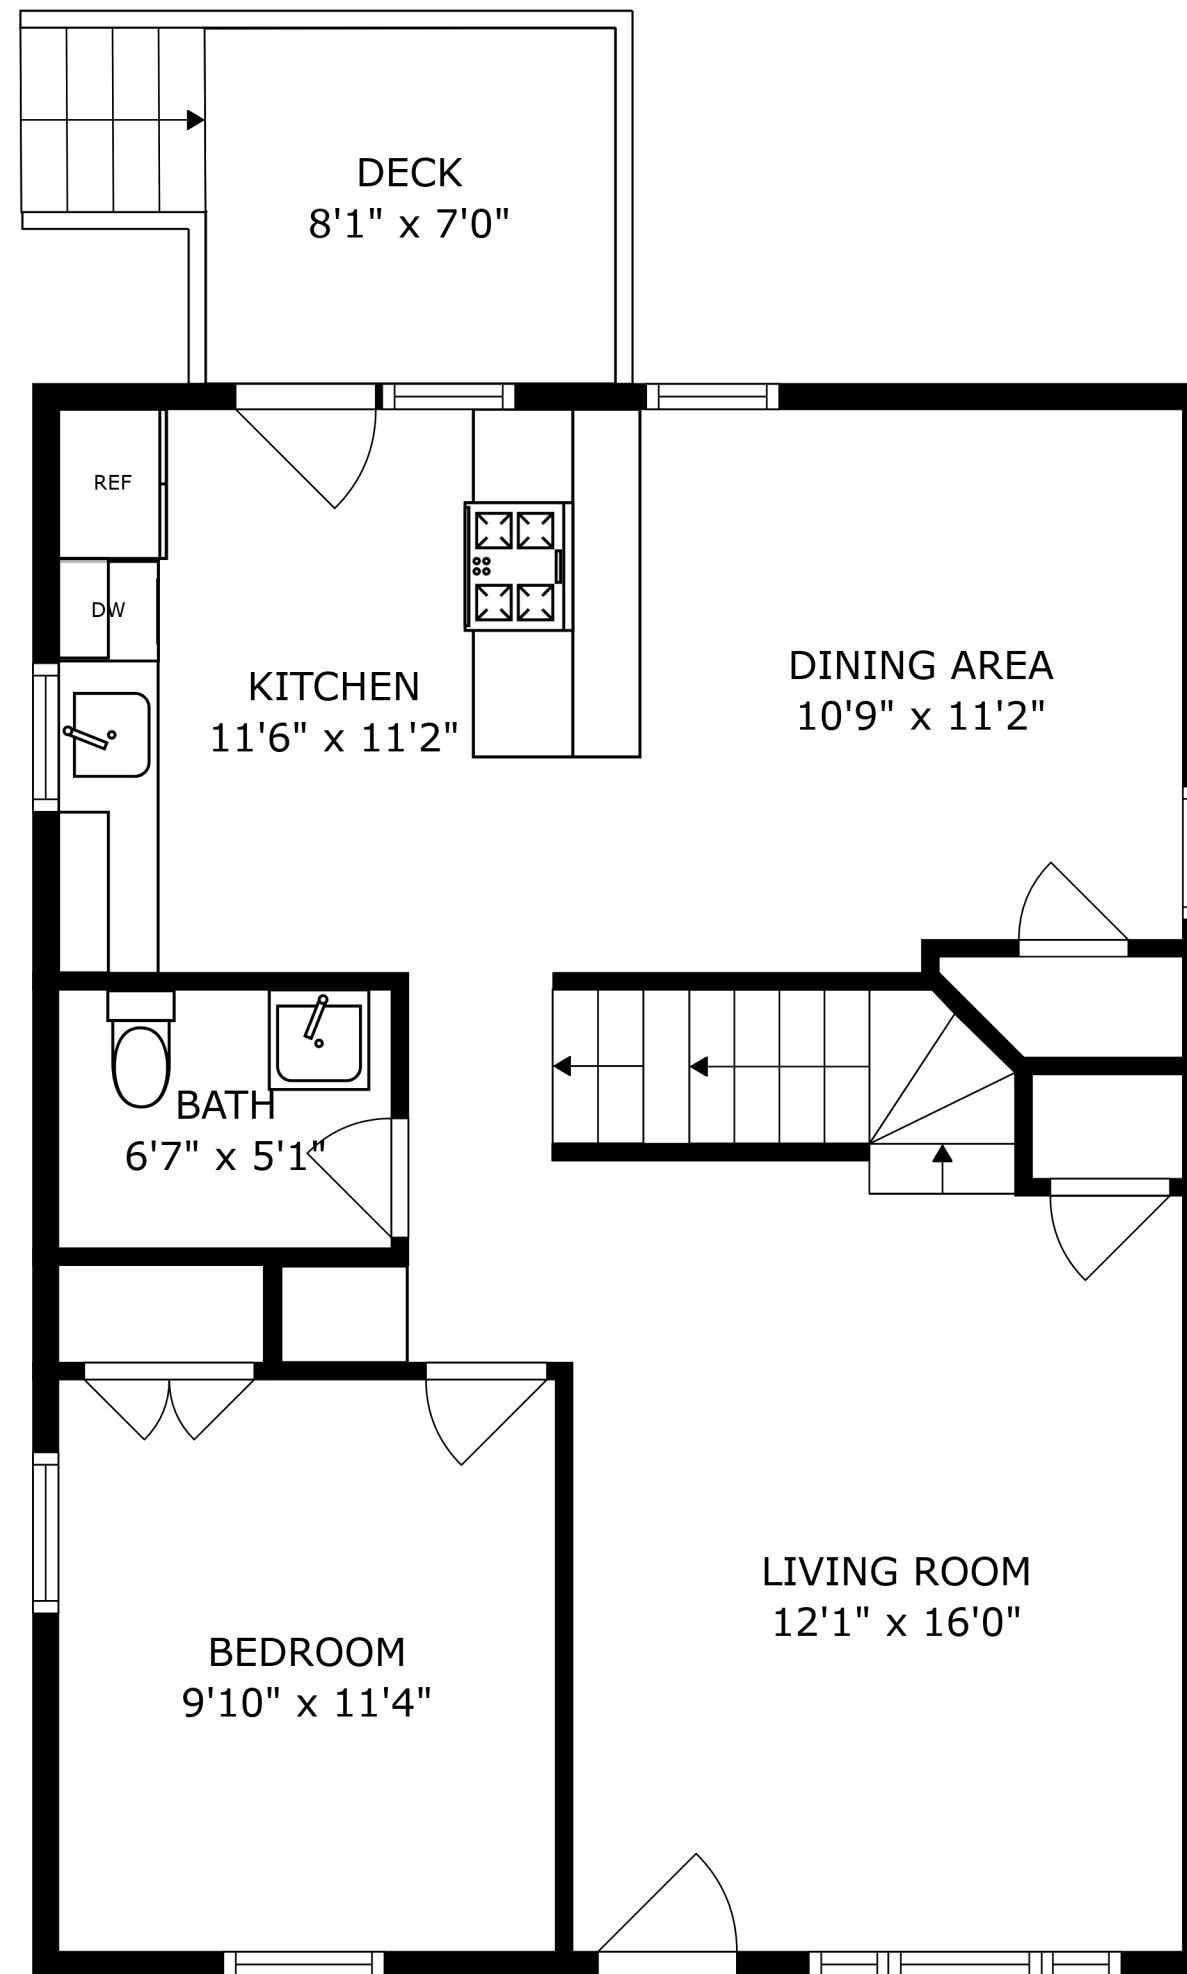 DECK
8'1" x 7'0"
REF
DW
KITCHEN
11'6" x 11'2"
DINING AREA
10'9" x 11'2"
BATH
6'7" x 5'1"
LIVING ROOM
12'1" x 16'0"
BEDROOM
9'10" x 11'4"